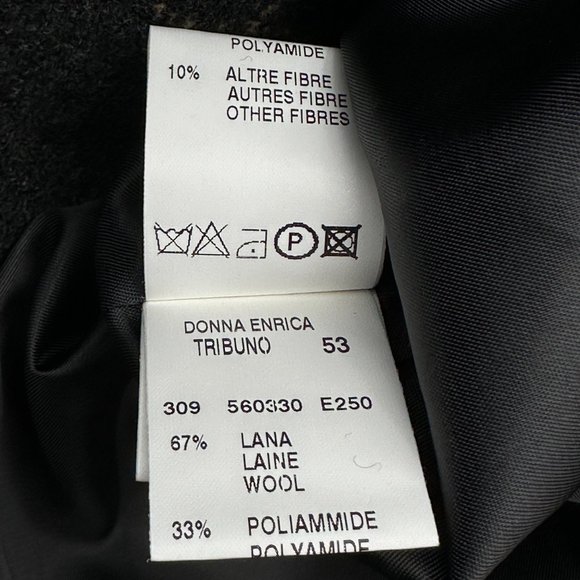 POLYAMIDE
10% ALTRE FIBRE
AUTRES FIBRE
OTHER FIBRES
P
DONNA ENRICA
TRIBUNO 53
309 560330 E250
67% LANA
LAINE
WOOL
33% POLIAMMIDE
POLYAMIDE